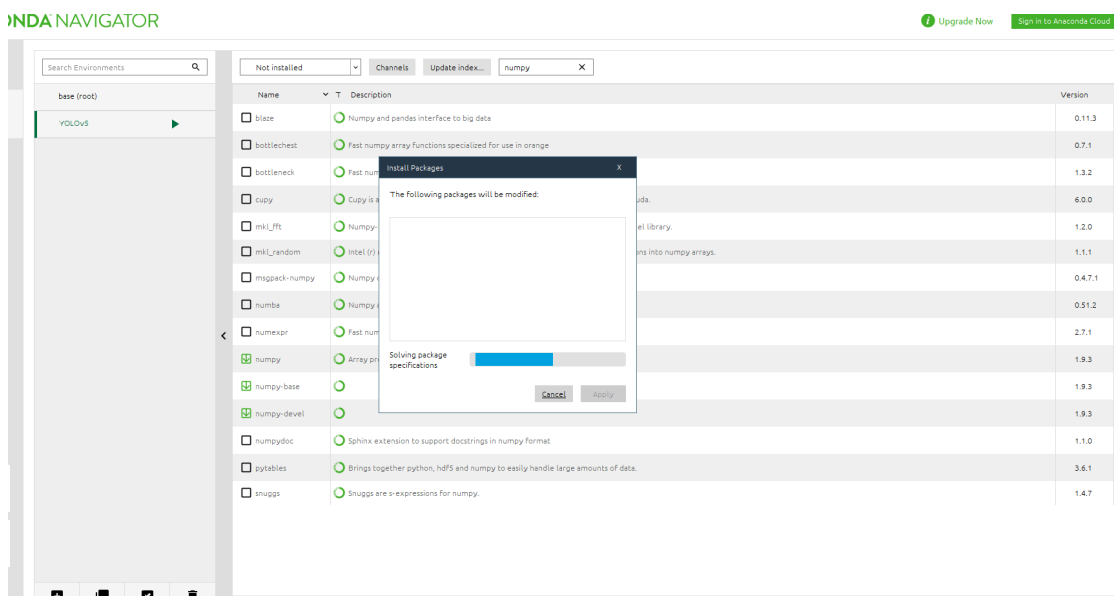 ONDA NAVIGATOR
Upgrade Now
Sign in to Anaconda Cloud
Search Environments
Not installed
Channels
Update index...
numpy
X
base (root)
YOLOv5
Name T Description Version
blaze Numpy and pandas interface to big data 0.11.3
bottlechest Fast numpy array functions specialized for use in orange 0.7.1
bottleneck Fast num 1.3.2
cupy Cupy is a uda. 6.0.0
mkl_fft Numpy- el library. 1.2.0
mkl_random Intel (r) ons into numpy arrays. 1.1.1
msgpack-numpy Numpy 0.4.7.1
numba Numpy 0.51.2
numexpr Fast num 2.7.1
numpy Array pr 1.9.3
numpy-base 1.9.3
numpy-devel 1.9.3
numpydoc Sphinx extension to support docstrings in numpy format 1.1.0
pytables Brings together python, hdf5 and numpy to easily handle large amounts of data. 3.6.1
snuggs Snuggs are s-expressions for numpy. 1.4.7
Install Packages X
The following packages will be modified:
Solving package
specifications
Cancel
Apply